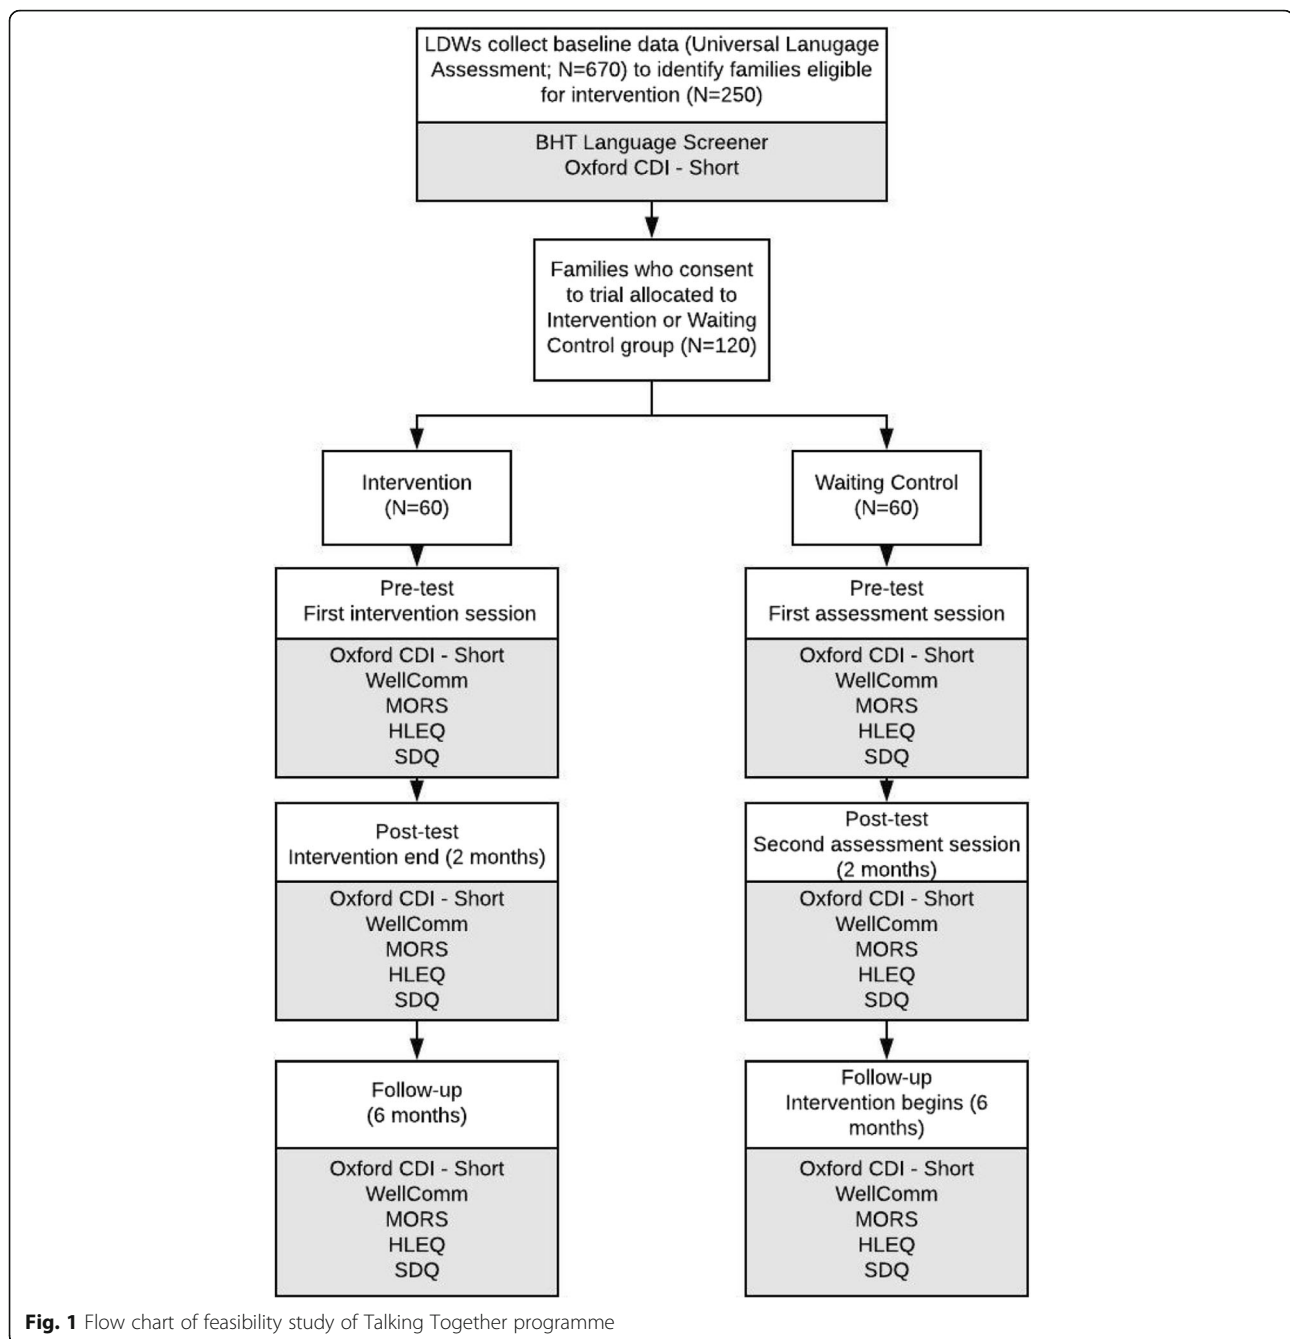 LDWs collect baseline data (Universal Lanugage
Assessment; N=670) to identify families eligible
for intervention (N=250)
BHT Language Screener
Oxford CDI - Short
Families who consent
to trial allocated to
Intervention or Waiting
Control group (N=120)
Intervention
(N=60)
Pre-test
First intervention session
Oxford CDI - Short
WellComm
MORS
HLEQ
SDQ
Post-test
Intervention end (2 months)
Oxford CDI - Short
WellComm
MORS
HLEQ
SDQ
Follow-up
(6 months)
Oxford CDI - Short
WellComm
MORS
HLEQ
SDQ
Waiting Control
(N=60)
Pre-test
First assessment session
Oxford CDI - Short
WellComm
MORS
HLEQ
SDQ
Post-test
Second assessment session
(2 months)
Oxford CDI - Short
WellComm
MORS
HLEQ
SDQ
Follow-up
Intervention begins (6
months)
Oxford CDI - Short
WellComm
MORS
HLEQ
SDQ
Fig. 1 Flow chart of feasibility study of Talking Together programme